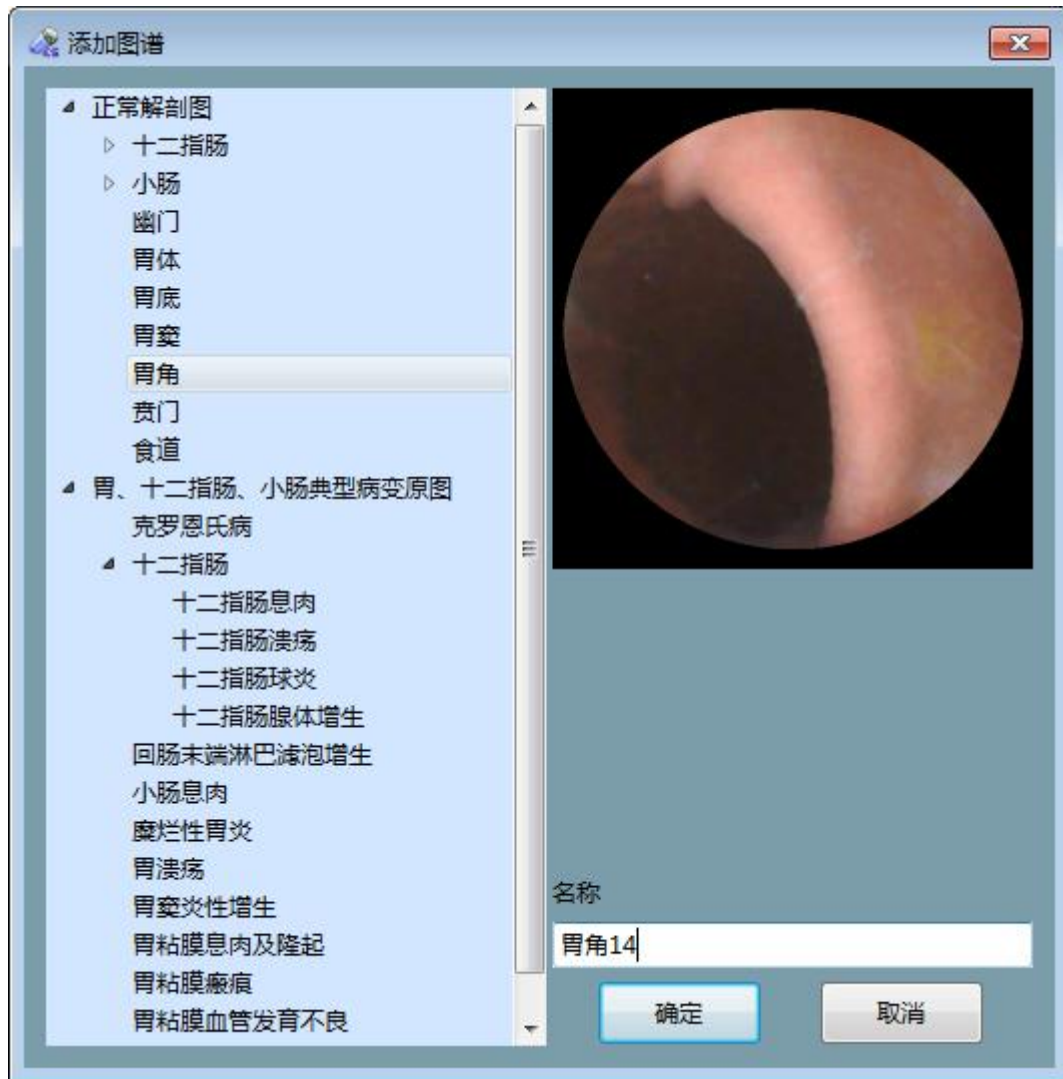 添加图谱
正常解剖图
十二指肠
小肠
幽门
胃体
胃底
胃窦
胃角
贲门
食道
胃、十二指肠、小肠典型病变原图
克罗恩氏病
十二指肠
十二指肠息肉
十二指肠溃疡
十二指肠球炎
十二指肠腺体增生
回肠末端淋巴滤泡增生
小肠息肉
糜烂性胃炎
胃溃疡
胃窦炎性增生
胃粘膜息肉及隆起
胃粘膜瘢痕
胃粘膜血管发育不良
名称
胃角14
确定 取消